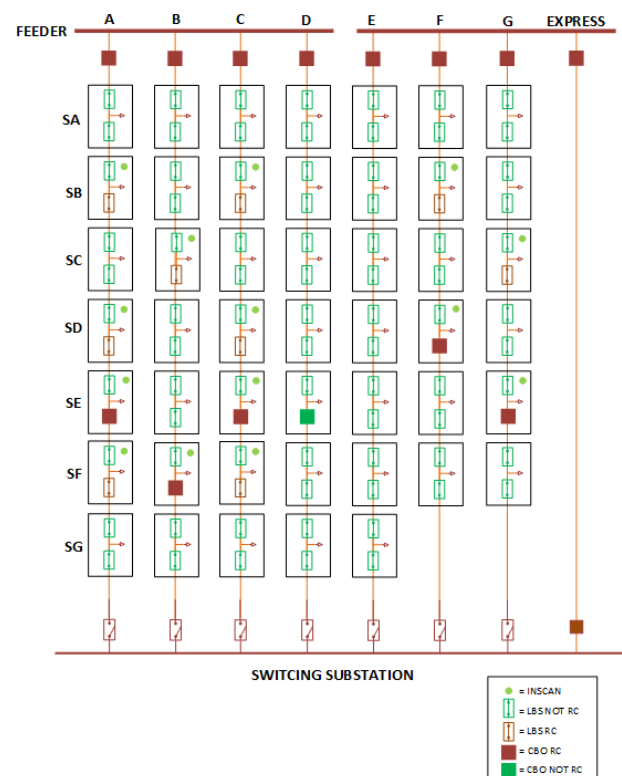 A B C D E F G EXPRESS
FEEDER
SA
SB
SC
SD
SE
SF
SG
SWITCING SUBSTATION
= INSCAN
= LBS NOT RC
= LBS RC
= CBO RC
= CBO NOT RC